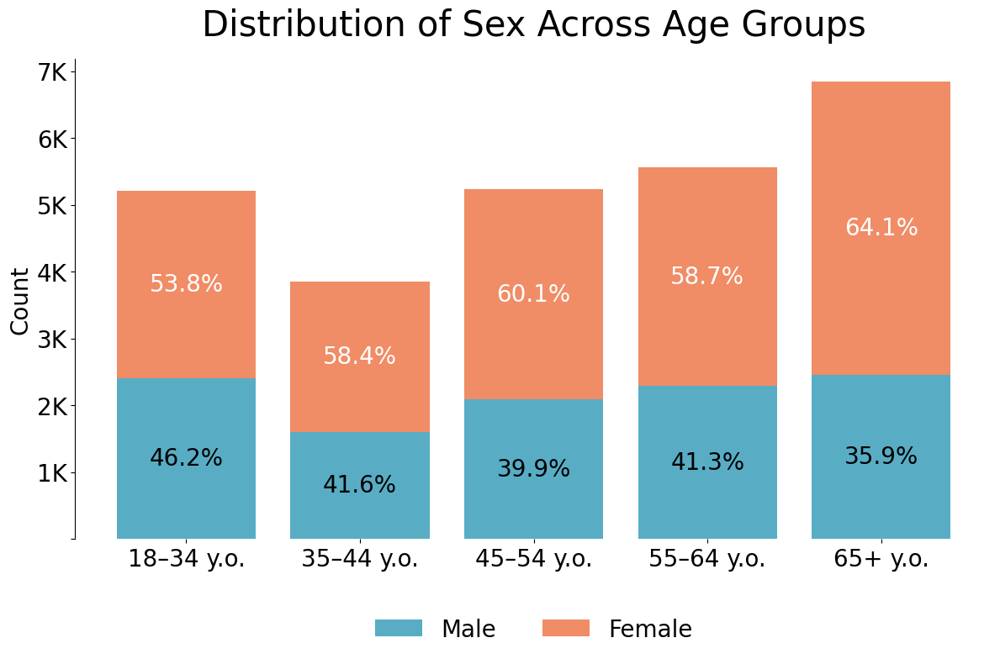 Distribution of Sex Across Age Groups
Count
7K
6K
5K
4K
3K
2K
1K
53.8%
58.4%
60.1%
58.7%
64.1%
46.2%
41.6%
39.9%
41.3%
35.9%
18–34 y.o. 35–44 y.o. 45–54 y.o. 55–64 y.o. 65+ y.o.
Male Female